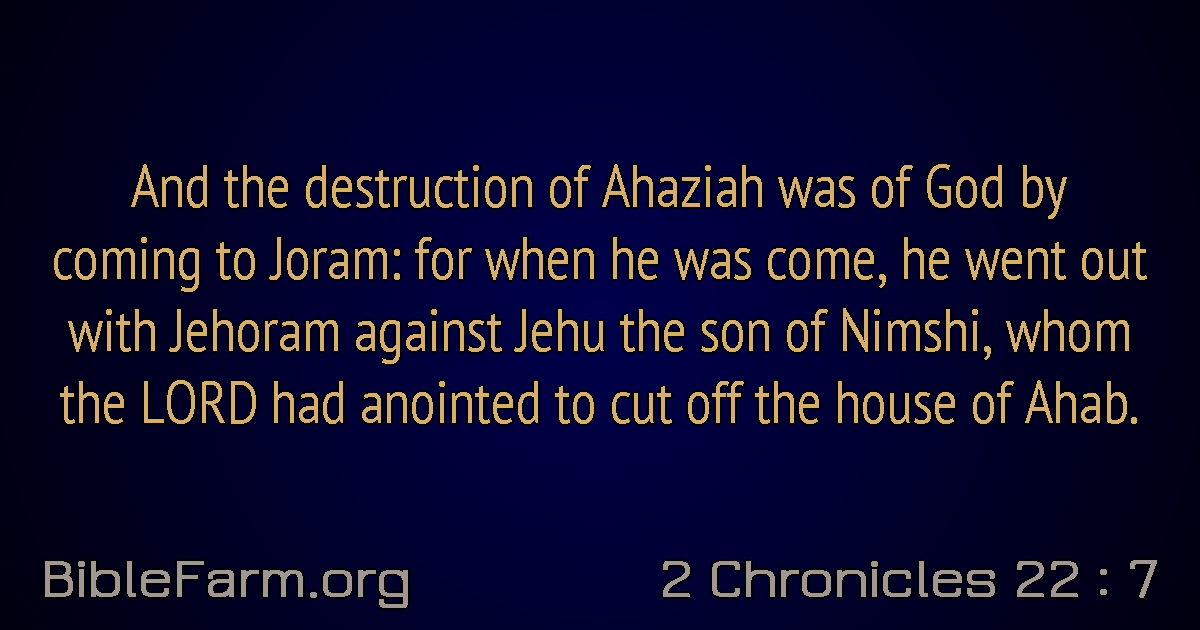 And the destruction of Ahaziah was of God by
coming to Joram: for when he was come, he went out
with Jehoram against Jehu the son of Nimshi, whom
the LORD had anointed to cut off the house of Ahab.
BibleFarm.org
2 Chronicles 22 : 7